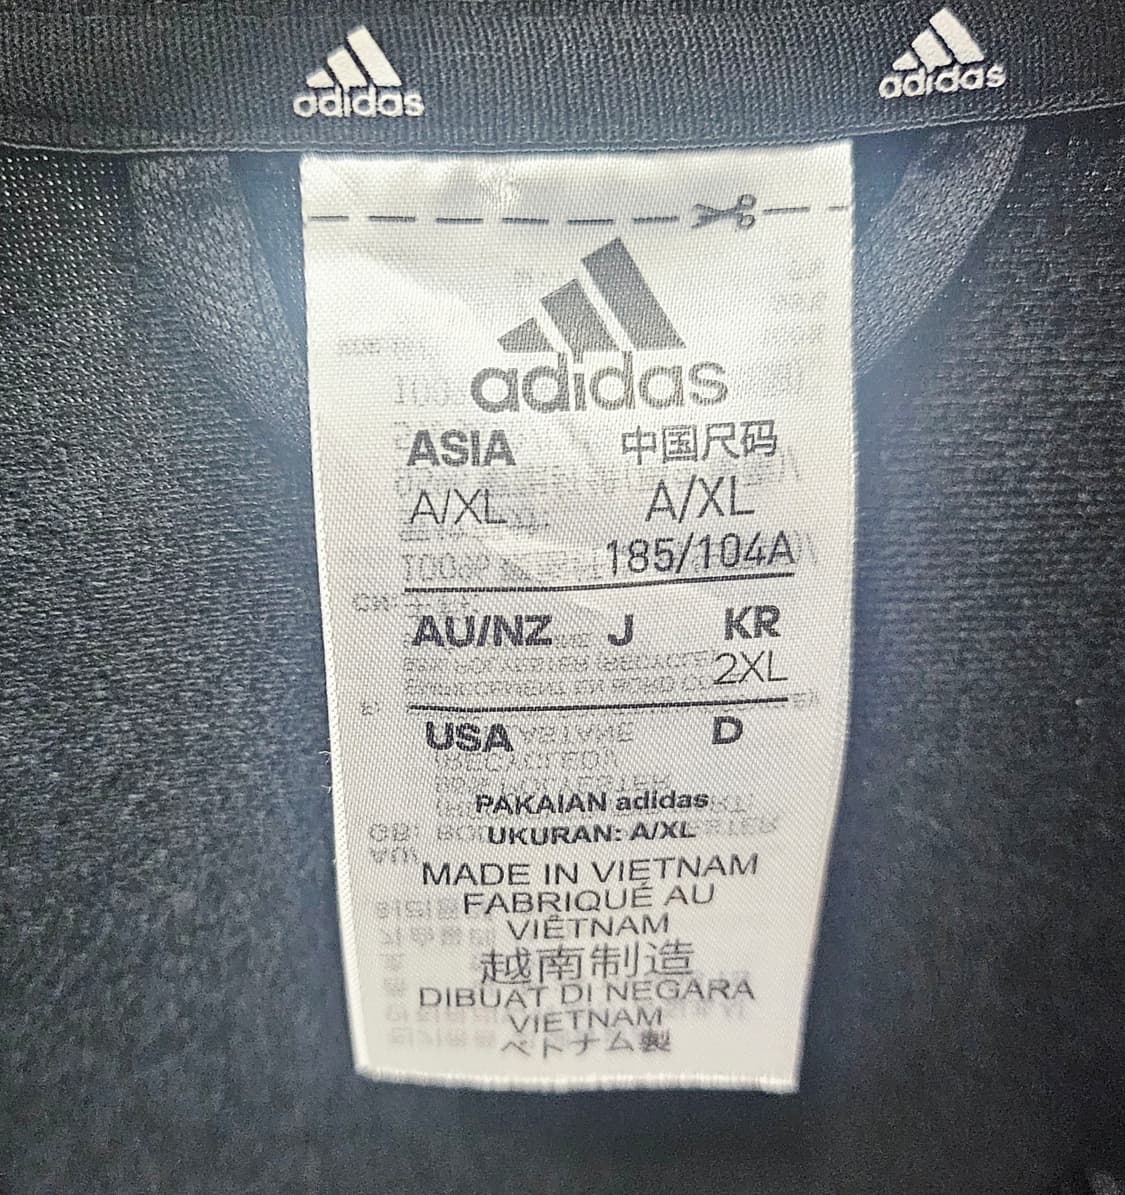 adidas adidas
adidas
ASIA 中国尺码
A/XL A/XL
185/104A
AU/NZ J KR
2XL
USA D
PAKAIAN adidas
UKURAN: A/XL
MADE IN VIETNAM
FABRIQUÉ AU
VIÊTNAM
越南制造
DIBUAT DI NEGARA
VIETNAM
ベトナム製